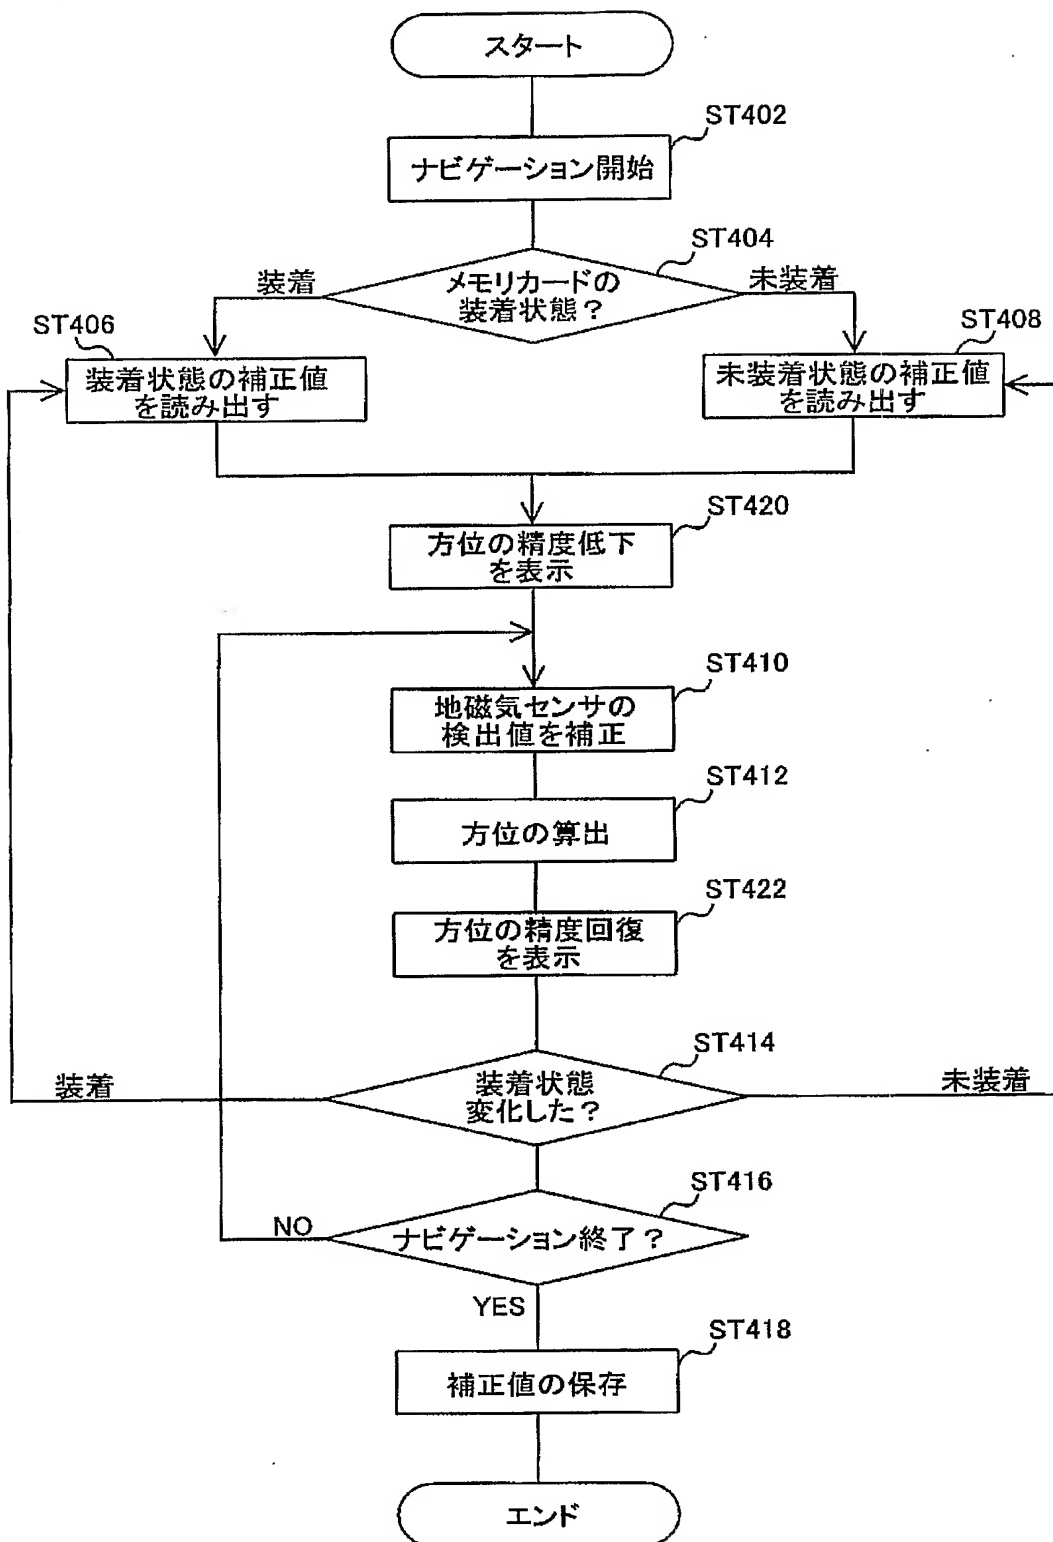 スタート
ST402
ナビゲーション開始
ST404
装着
メモリカードの
装着状態？
未装着
ST406
装着状態の補正値
を読み出す
ST408
未装着状態の補正値
を読み出す
ST420
方位の精度低下
を表示
ST410
地磁気センサの
検出値を補正
ST412
方位の算出
ST422
方位の精度回復
を表示
ST414
装着
装着状態
変化した？
未装着
ST416
NO
ナビゲーション終了？
YES
ST418
補正値の保存
エンド